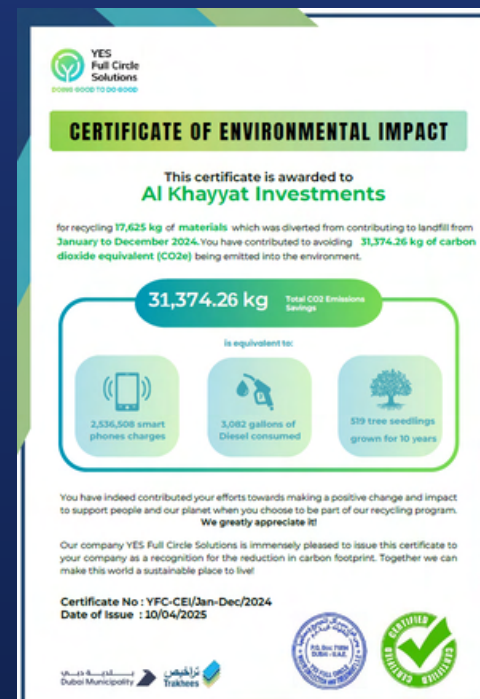 YES
Full Circle
Solutions
DOING GOOD TO DO GOOD
CERTIFICATE OF ENVIRONMENTAL IMPACT
This certificate is awarded to
Al Khayyat Investments
for recycling 17,625 kg of materials which was diverted from contributing to landfill from
January to December 2024. You have contributed to avoiding 31,374.26 kg of carbon
dioxide equivalent (CO2e) being emitted into the environment.
31,374.26 kg Total CO2 Emissions
Savings
is equivalent to:
2,536,508 smart
phones charges
3,082 gallons of
Diesel consumed
519 tree seedlings
grown for 10 years
You have indeed contributed your efforts towards making a positive change and impact
to support people and our planet when you choose to be part of our recycling program.
We greatly appreciate it!
Our company YES Full Circle Solutions is immensely pleased to issue this certificate to
your company as a recognition for the reduction in carbon footprint. Together we can
make this world a sustainable place to live!
Certificate No : YFC-CEI/Jan-Dec/2024
Date of Issue : 10/04/2025
بلدية دبي
Dubai Municipality
تراخيص
Trakhees
DUBAI - U.A.E.
YES FULL CIRCLE
CERTIFIED
CERTIFIED